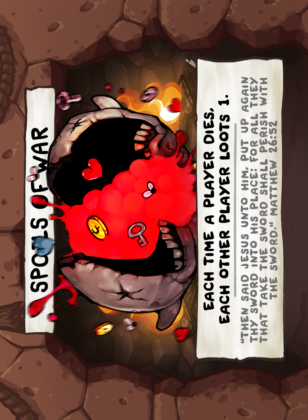 SPOILS OF WAR
EACH TIME A PLAYER DIES,
EACH OTHER PLAYER LOOTS 1.
"THEN SAID JESUS UNTO HIM, PUT UP AGAIN
THY SWORD INTO HIS PLACE: FOR ALL THEY
THAT TAKE THE SWORD SHALL PERISH WITH
THE SWORD." MATTHEW 26:52